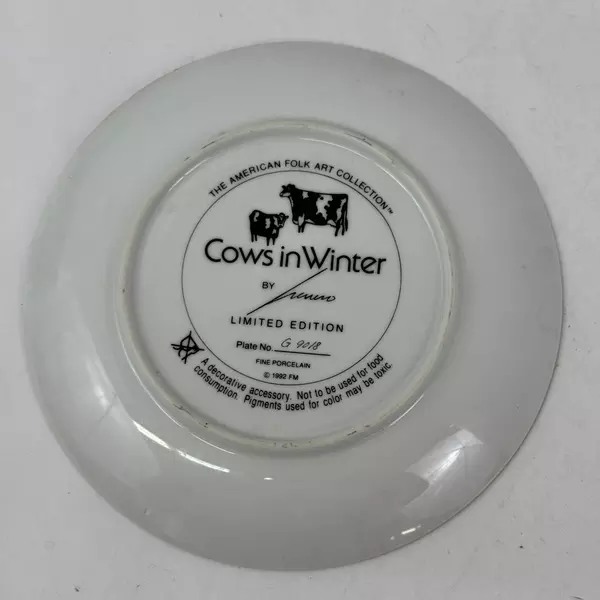 THE AMERICAN FOLK ART COLLECTION™
Cows in Winter
BY
LIMITED EDITION
Plate No. G 9018
FINE PORCELAIN
© 1992 FM
A decorative accessory. Not to be used for food
consumption. Pigments used for color may be toxic